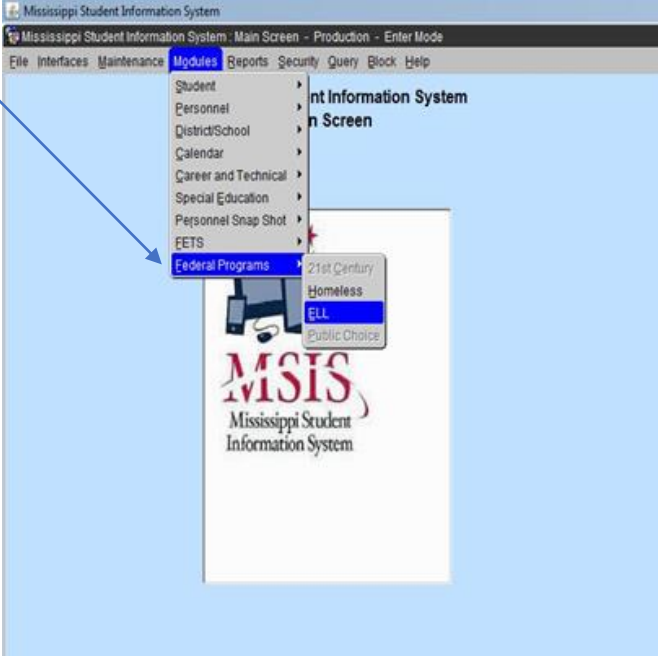 Mississippi Student Information System
Mississippi Student Information System : Main Screen - Production - Enter Mode
File Interfaces Maintenance Modules Reports Security Query Block Help
nt Information System
n Screen
Student
Personnel
District/School
Calendar
Career and Technical
Special Education
Personnel Snap Shot
FETS
Federal Programs
21st Century
Homeless
ELL
Public Choice
MSIS
Mississippi Student
Information System